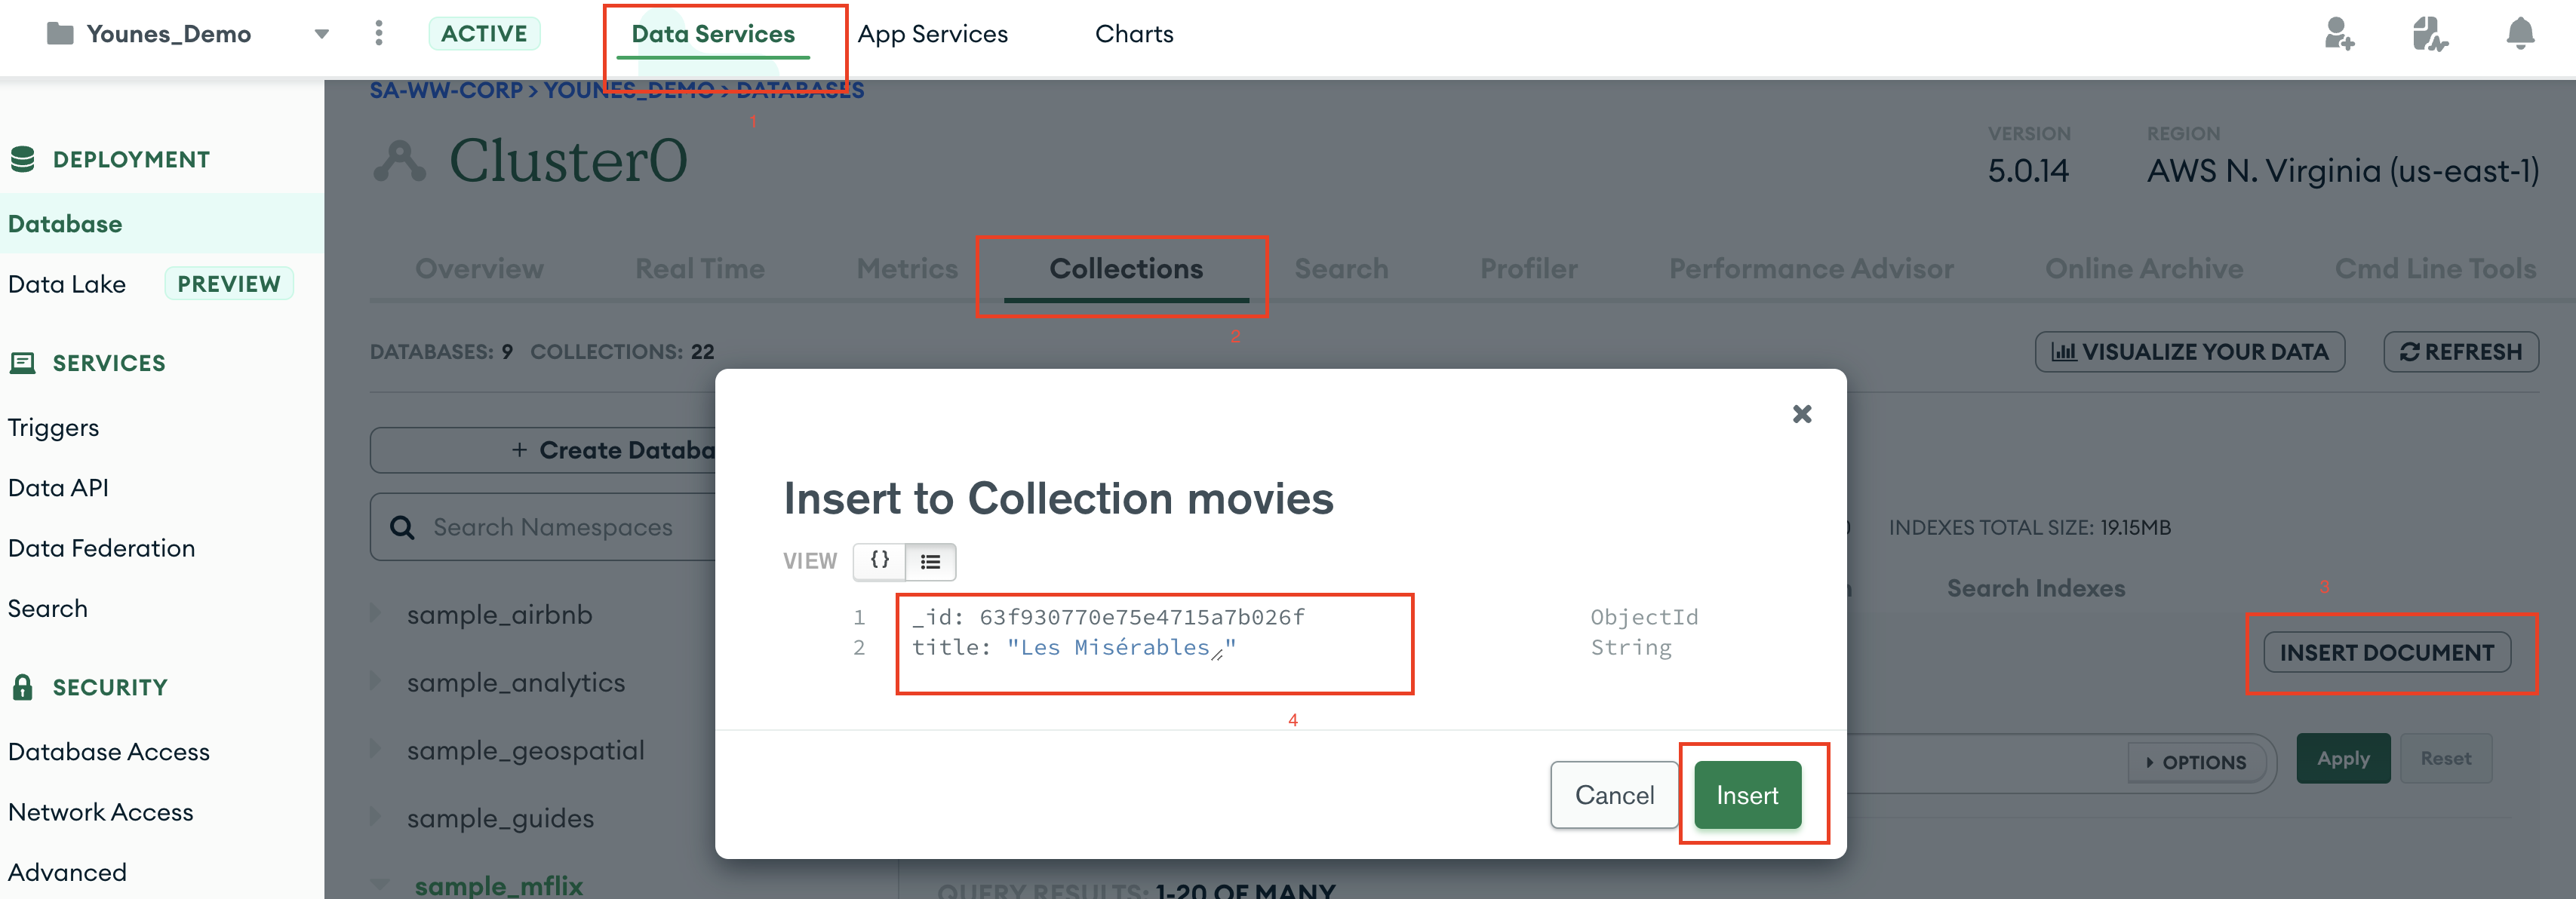 Younes_Demo ACTIVE Data Services App Services Charts
SA-WW-CORP > YOUNES_DEMO > DATABASES
1
Cluster0
VERSION REGION
5.0.14 AWS N. Virginia (us-east-1)
DEPLOYMENT
Database
Data Lake PREVIEW
SERVICES
Triggers
Data API
Data Federation
Search
SECURITY
Database Access
Network Access
Advanced
Overview Real Time Metrics Collections Search Profiler Performance Advisor Online Archive Cmd Line Tools
2
DATABASES: 9 COLLECTIONS: 22 VISUALIZE YOUR DATA REFRESH
+ Create Databa
Search Namespaces
sample_airbnb
sample_analytics
sample_geospatial
sample_guides
sample_mflix
Insert to Collection movies
VIEW {}
1 _id: 63f930770e75e4715a7b026f ObjectId
2 title: "Les Misérables," String
4
Cancel Insert
INDEXES TOTAL SIZE: 19.15MB
Search Indexes 3
INSERT DOCUMENT
OPTIONS Apply Reset
QUERY RESULTS: 1-20 OF MANY